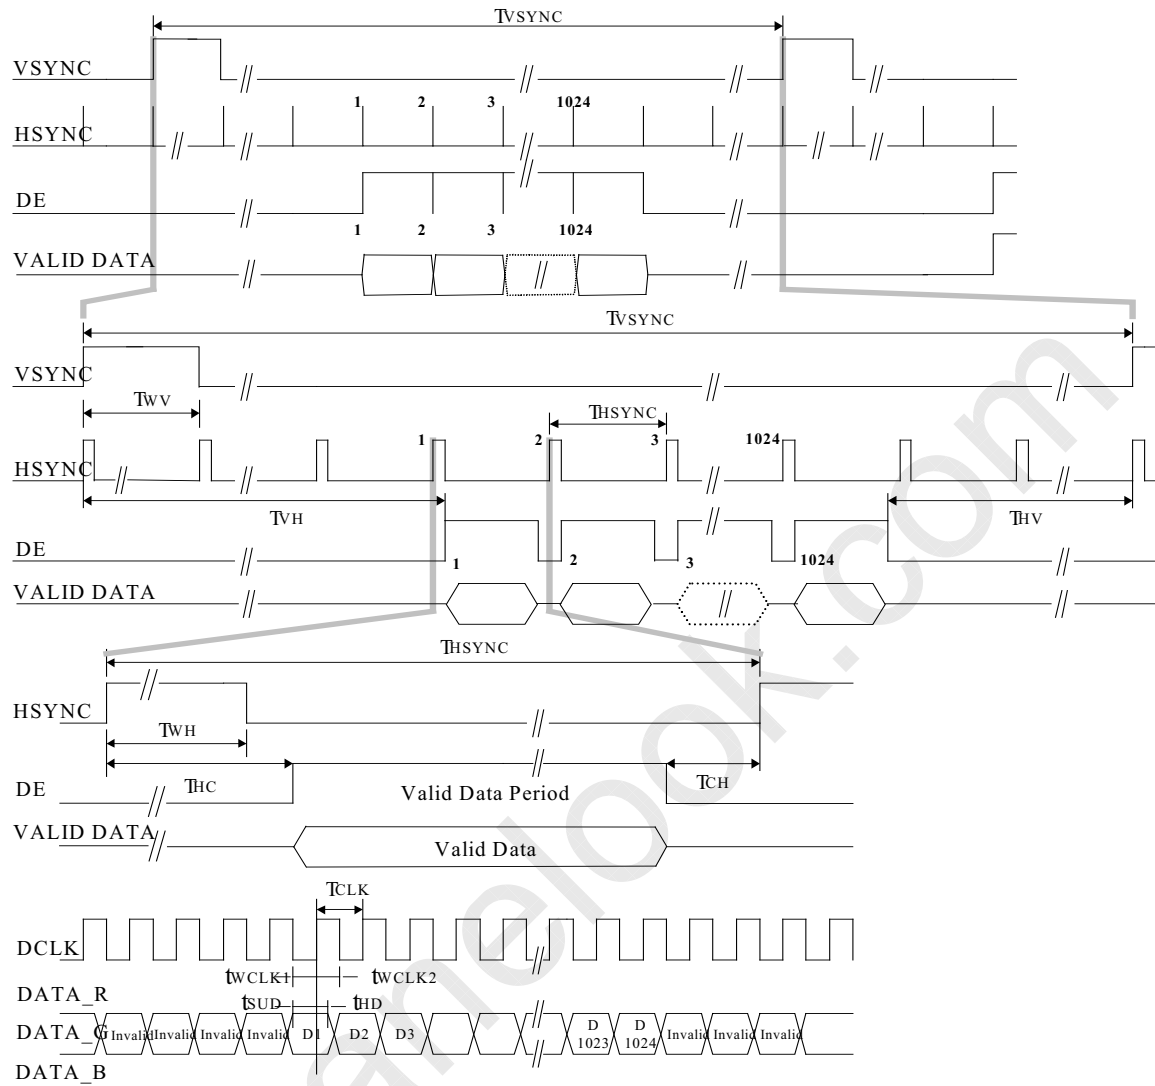 TVSYNC
VSYNC
1 2 3 1024
HSYNC
DE
1 2 3 1024
VALID DATA
TVSYNC
VSYNC
TWV
THSYNC
1 2 3 1024
HSYNC
TVH THV
DE
1 2 3 1024
VALID DATA
THSYNC
HSYNC
TWH
THC TCH
DE Valid Data Period
VALID DATA
Valid Data
TCLK
DCLK
tWCLK1 tWCLK2
DATA_R
tSUD tHD
DATA_G Invalid Invalid Invalid Invalid D1 D2 D3 D 1023 D 1024 Invalid Invalid Invalid
DATA_B
anelook.com